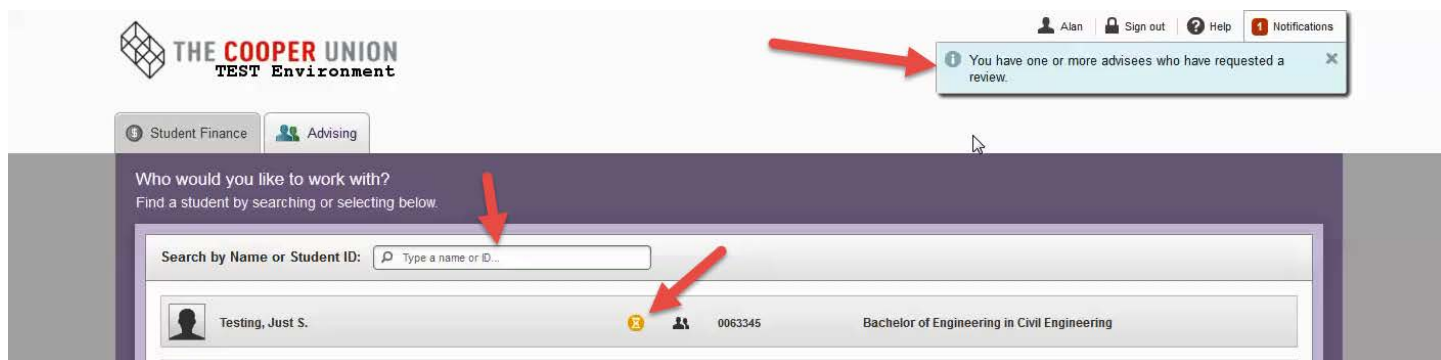 Alan Sign out Help 1 Notifications
THE COOPER UNION
TEST Environment
You have one or more advisees who have requested a
review.
Student Finance Advising
Who would you like to work with?
Find a student by searching or selecting below.
Search by Name or Student ID: Type a name or ID...
Testing, Just S. 0063345 Bachelor of Engineering in Civil Engineering